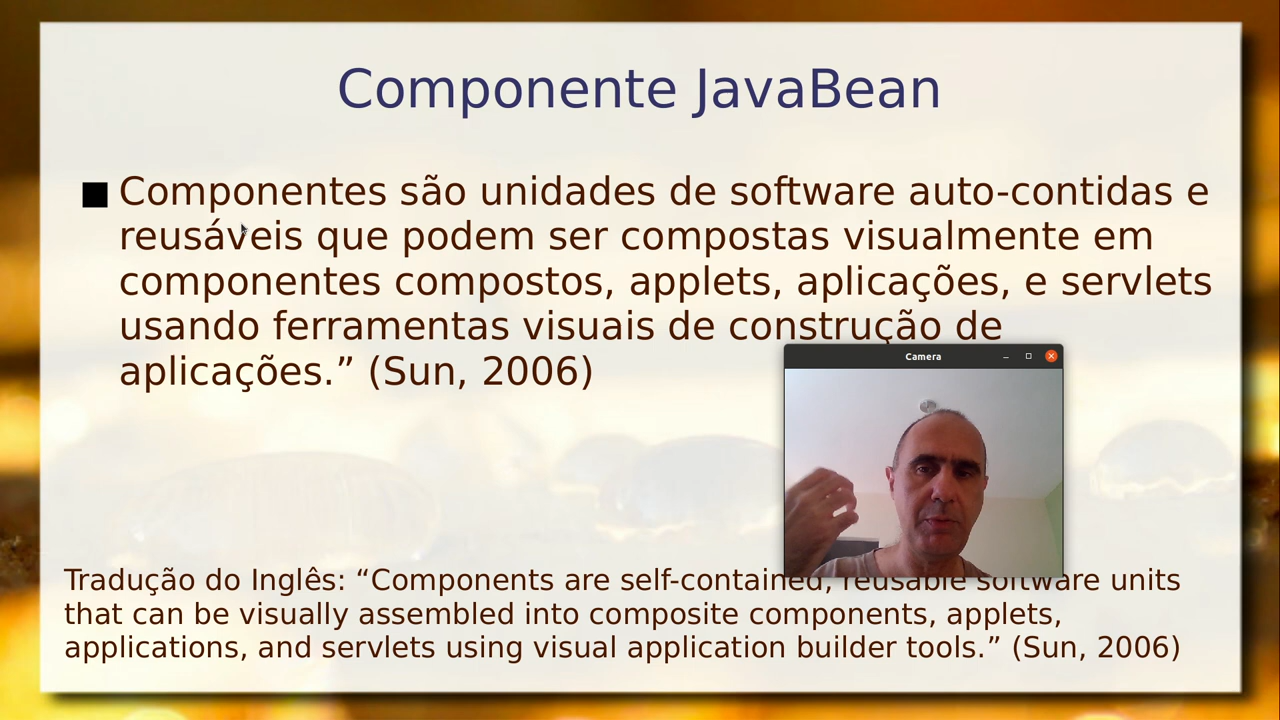 Componente JavaBean
Componentes são unidades de software auto-contidas e
reusáveis que podem ser compostas visualmente em
componentes compostos, applets, aplicações, e servlets
usando ferramentas visuais de construção de
aplicações.” (Sun, 2006)
Camera
Tradução do Inglês: “Components are self-contained, reusable software units
that can be visually assembled into composite components, applets,
applications, and servlets using visual application builder tools.” (Sun, 2006)